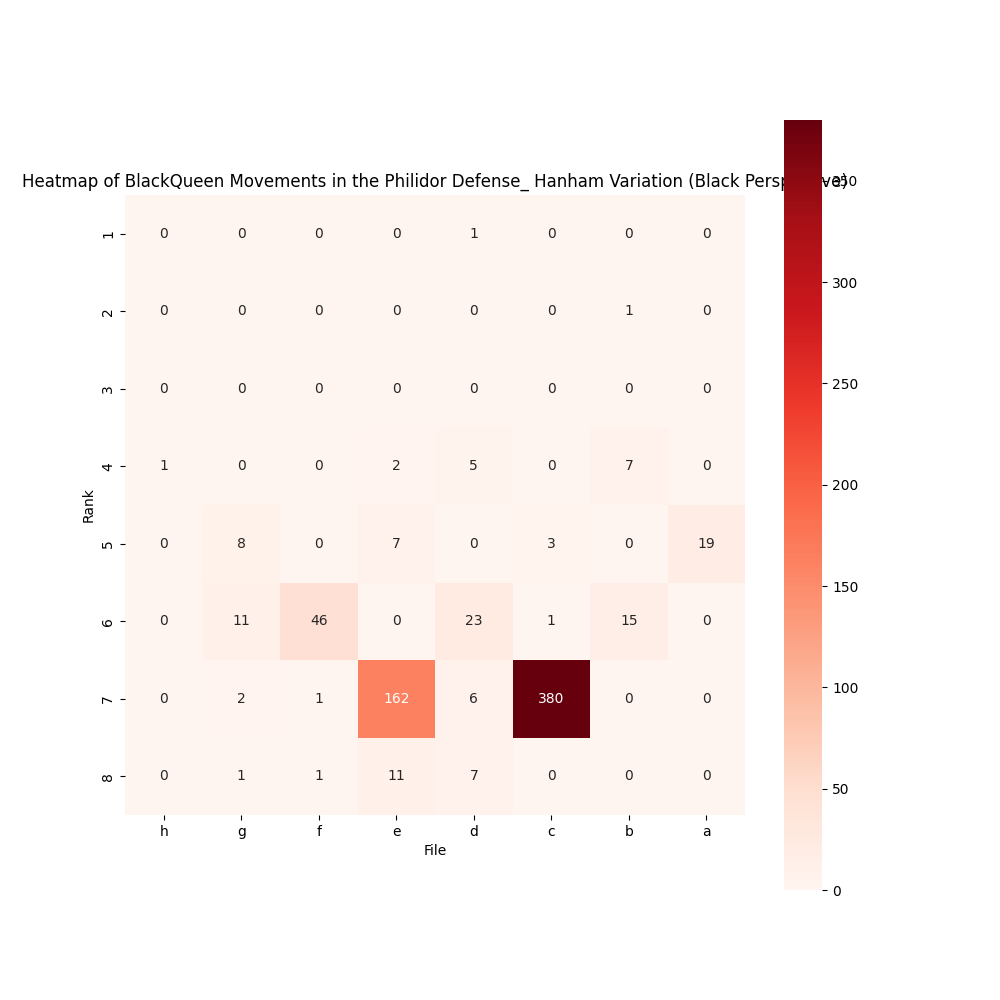 Heatmap of BlackQueen Movements in the Philidor Defense_ Hanham Variation (Black Perspective)
350
1 0 0 0 0 1 0 0 0
300
2 0 0 0 0 0 0 1 0
250
3 0 0 0 0 0 0 0 0
4 1 0 0 2 5 0 7 0
200
Rank
5 0 8 0 7 0 3 0 19
150
6 0 11 46 0 23 1 15 0
100
7 0 2 1 162 6 380 0 0
50
8 0 1 1 11 7 0 0 0
h g f e d c b a
File
0